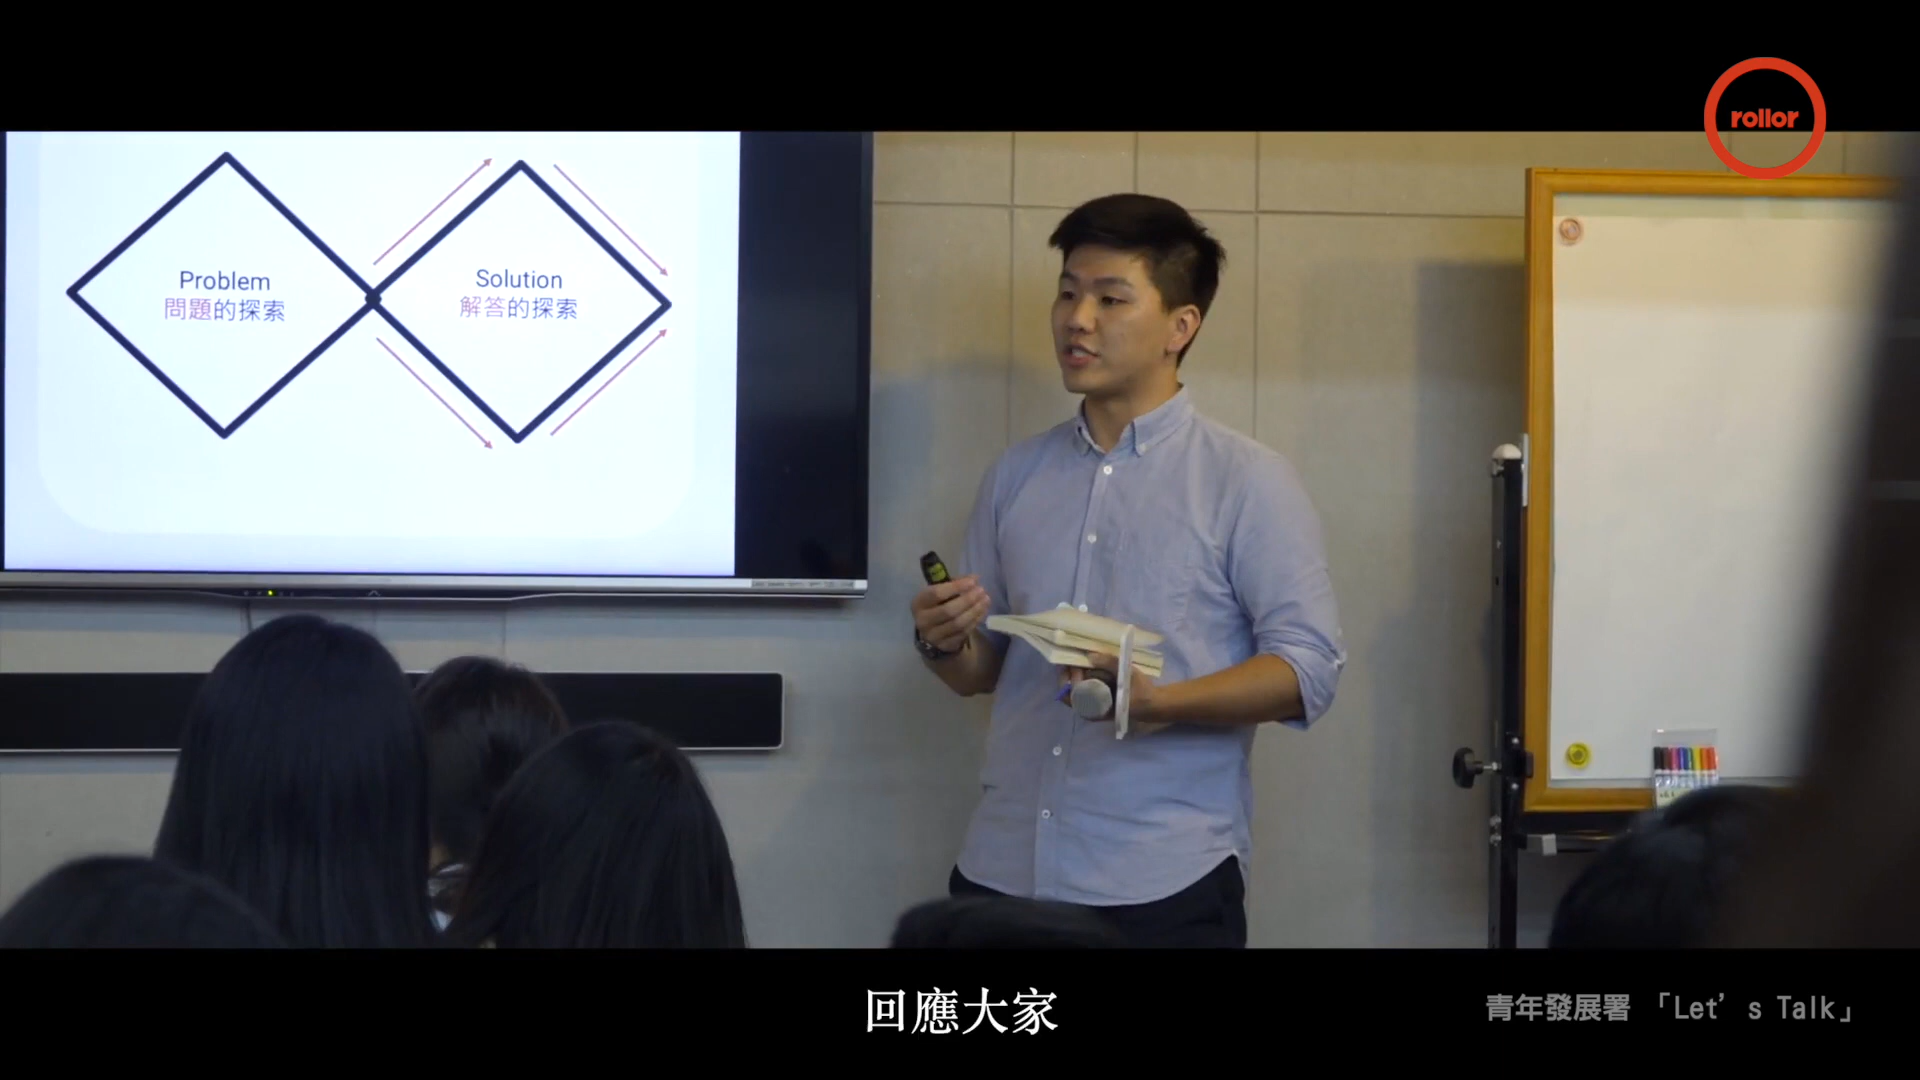 rollor
Problem
問題的探索
Solution
解答的探索
回應大家
青年發展署 「Let's Talk」